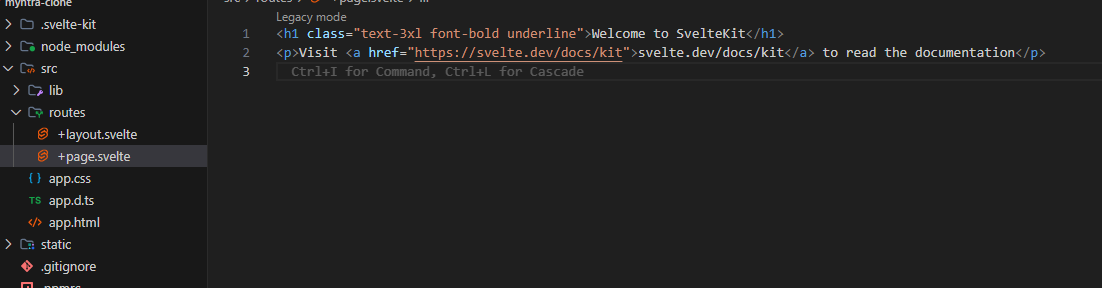 myntra-clone
.svelte-kit
node_modules
src
lib
routes
+layout.svelte
+page.svelte
{ } app.css
TS app.d.ts
</> app.html
static
.gitignore
.npmrc
src > routes > +page.svelte > ...
Legacy mode
1 <h1 class="text-3xl font-bold underline">Welcome to SvelteKit</h1>
2 <p>Visit <a href="https://svelte.dev/docs/kit">svelte.dev/docs/kit</a> to read the documentation</p>
3 Ctrl+I for Command, Ctrl+L for Cascade